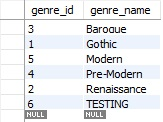 genre_id genre_name
3 Baroque
1 Gothic
5 Modern
4 Pre-Modern
2 Renaissance
6 TESTING
NULL NULL